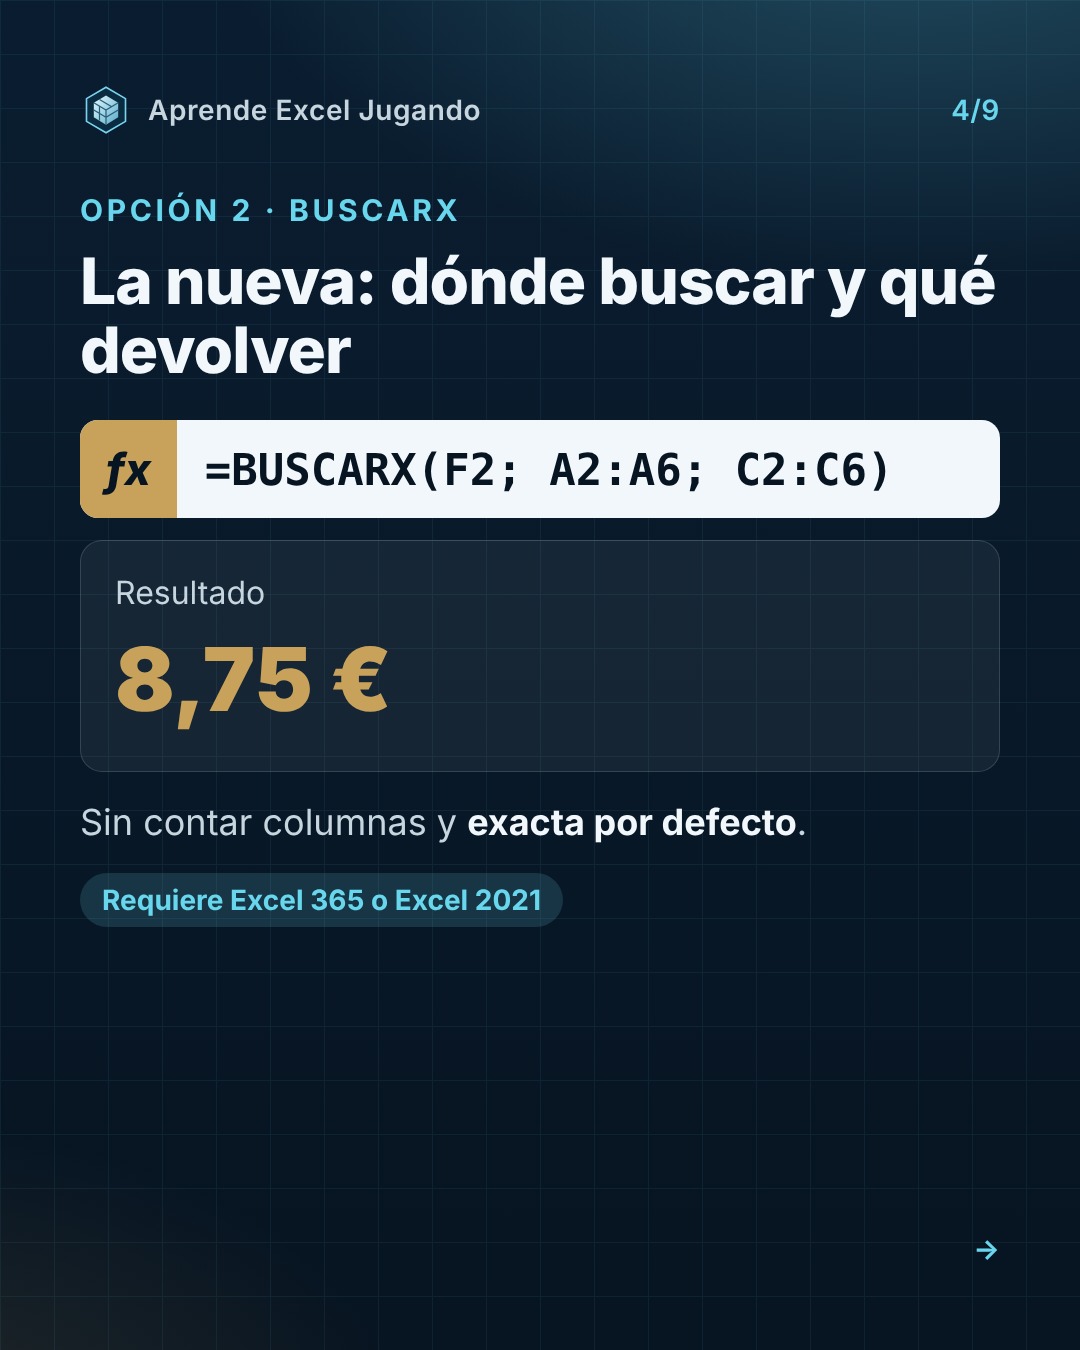 Aprende Excel Jugando
4/9
OPCIÓN 2 · BUSCARX
La nueva: dónde buscar y qué
devolver
fx
=BUSCARX(F2; A2:A6; C2:C6)
Resultado
8,75 €
Sin contar columnas y exacta por defecto.
Requiere Excel 365 o Excel 2021
→